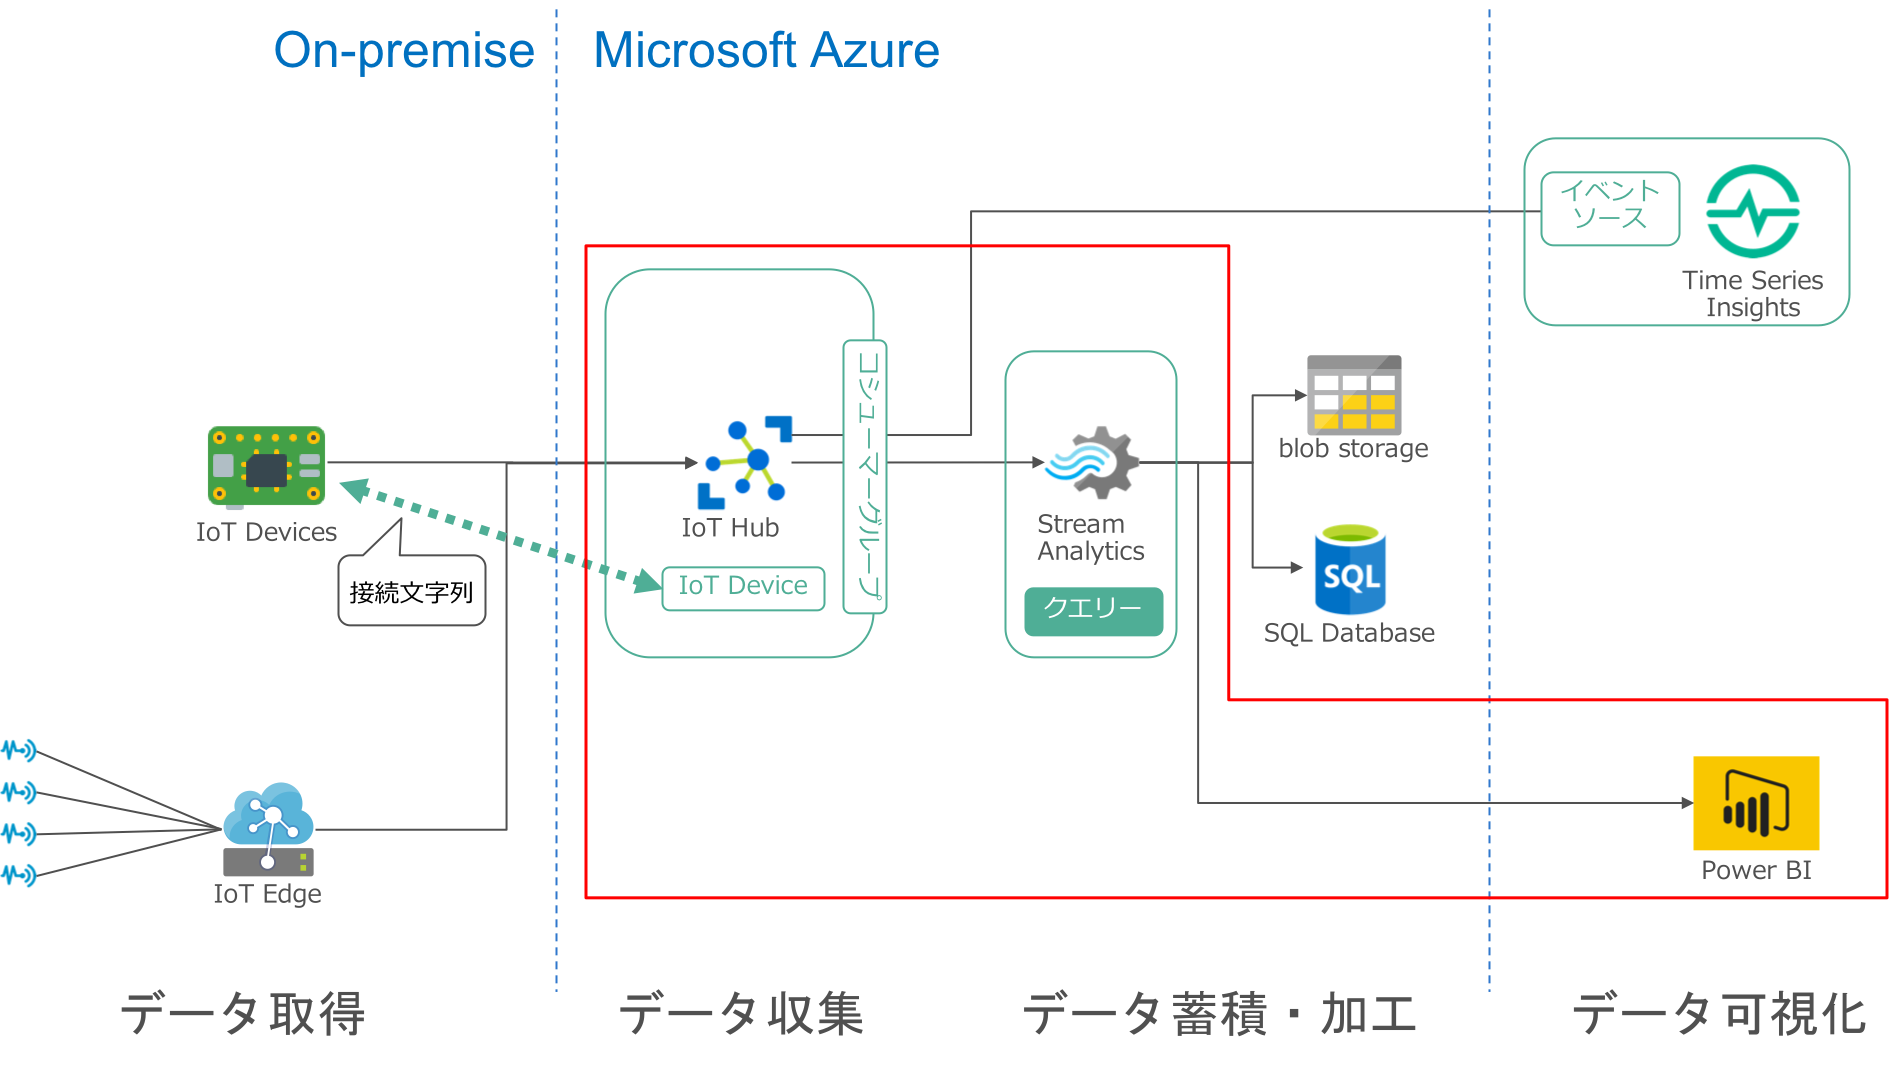 On-premise
Microsoft Azure
イベント
ソース
Time Series
Insights
コシューマーグループ
blob storage
IoT Devices
IoT Hub
Stream
Analytics
接続文字列
IoT Device
クエリー
SQL
SQL Database
Power BI
IoT Edge
データ取得
データ収集
データ蓄積・加工
データ可視化